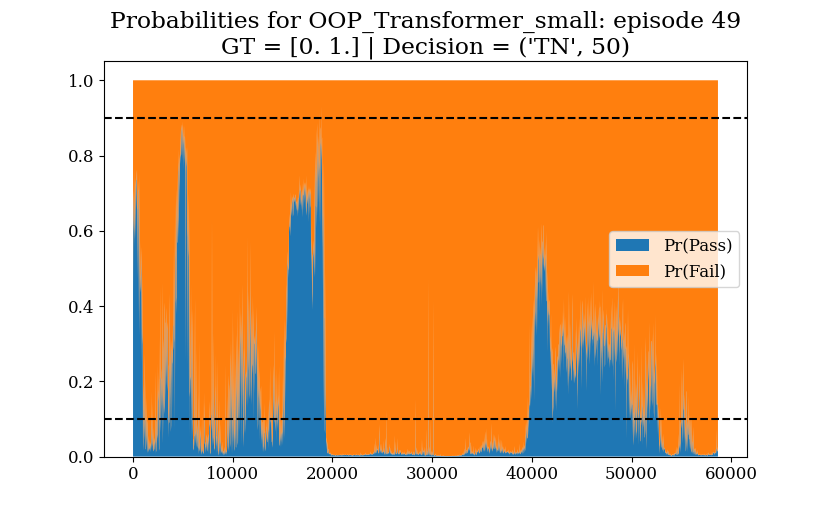 Probabilities for OOP_Transformer_small: episode 49
GT = [0. 1.] | Decision = ('TN', 50)
1.0
0.8
0.6
0.4
0.2
0.0
Pr(Pass)
Pr(Fail)
0 10000 20000 30000 40000 50000 60000